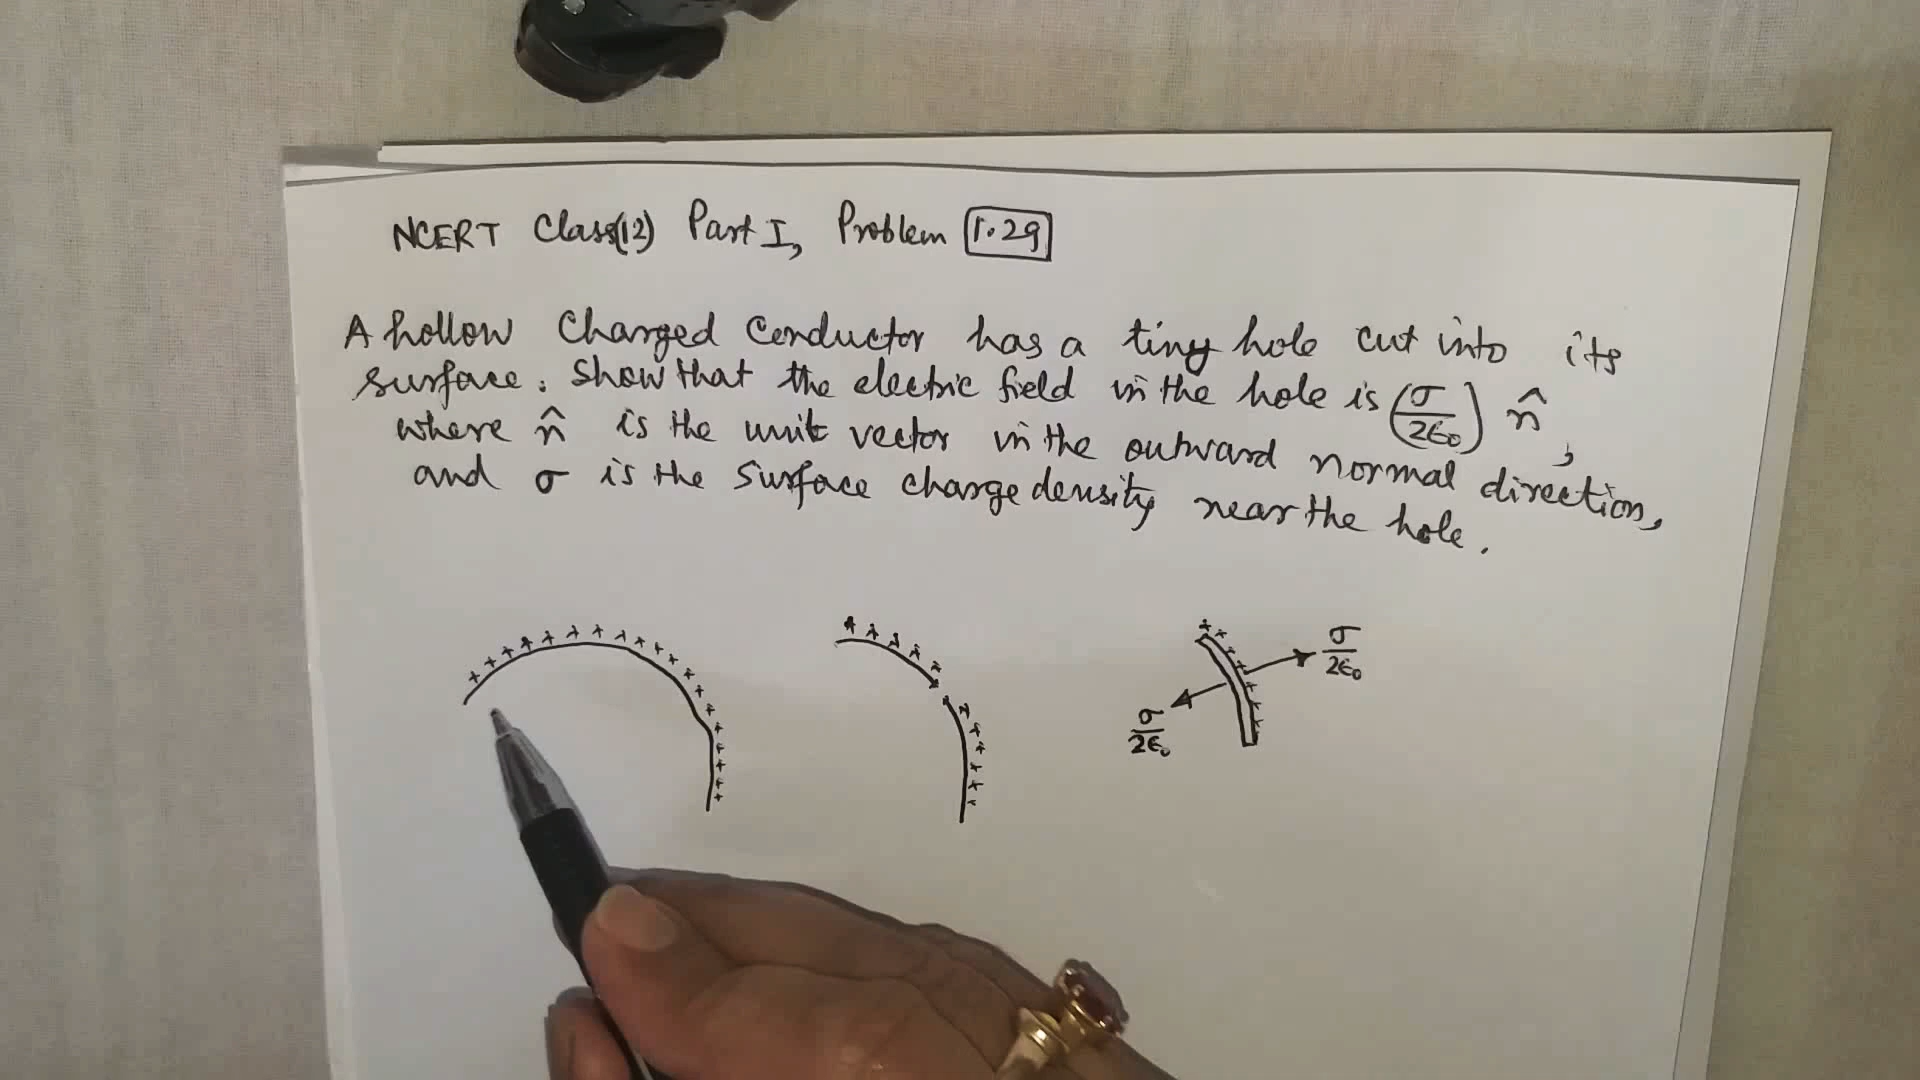 NCERT Class(12) Part I, Problem 1.29
A hollow Charged Conductor has a tiny hole cut into its
surface. Show that the electric field in the hole is (σ/2ε₀) n̂,
where n̂ is the unit vector in the outward normal direction,
and σ is the Surface charge density near the hole.
σ/2ε₀
σ/2ε₀